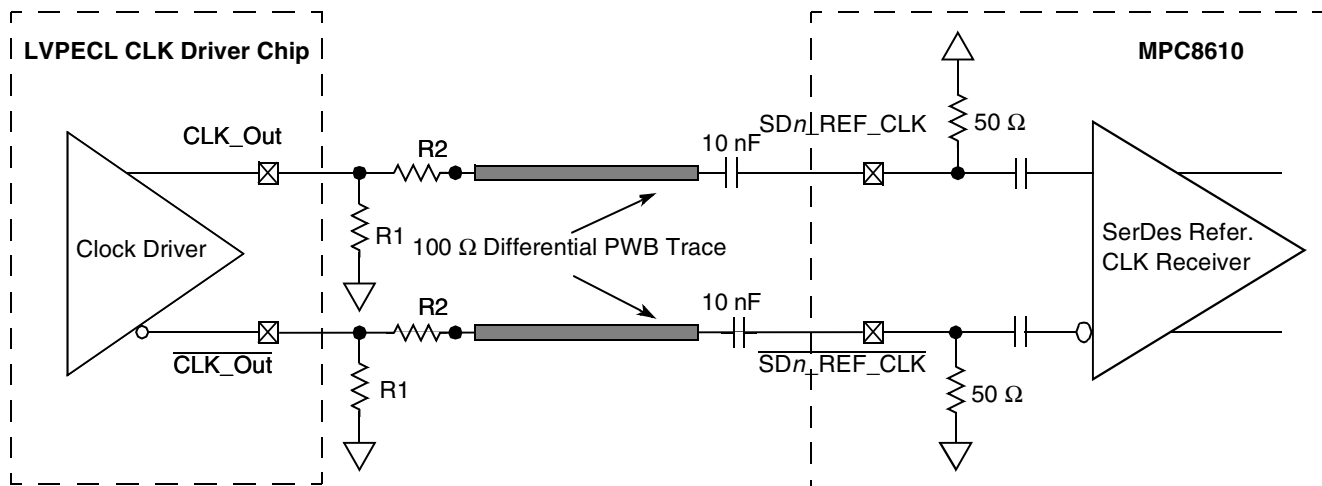 LVPECL CLK Driver Chip
MPC8610
CLK_Out
R2
10 nF
SDn_REF_CLK
50 Ω
Clock Driver
R1
100 Ω Differential PWB Trace
SerDes Refer.
CLK Receiver
R2
10 nF
CLK_Out
SDn_REF_CLK
R1
50 Ω